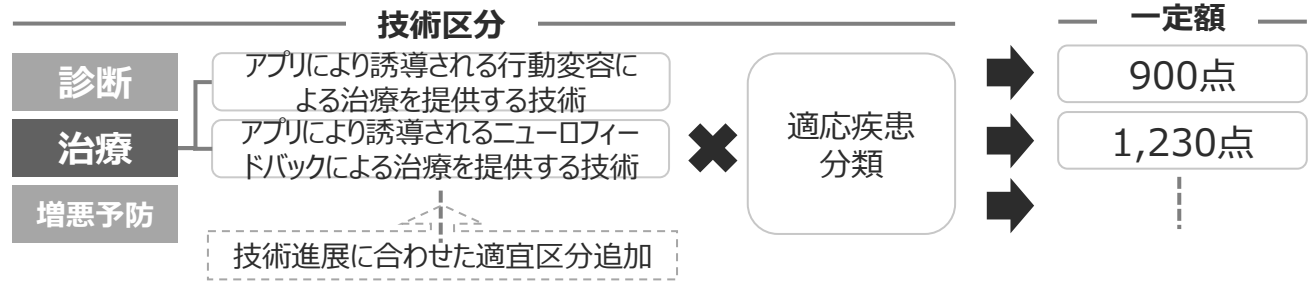 技術区分
一定額
診断
治療
増悪予防
アプリにより誘導される行動変容に
よる治療を提供する技術
アプリにより誘導されるニューロフィー
ドバックによる治療を提供する技術
技術進展に合わせた適宜区分追加
適応疾患
分類
900点
1,230点